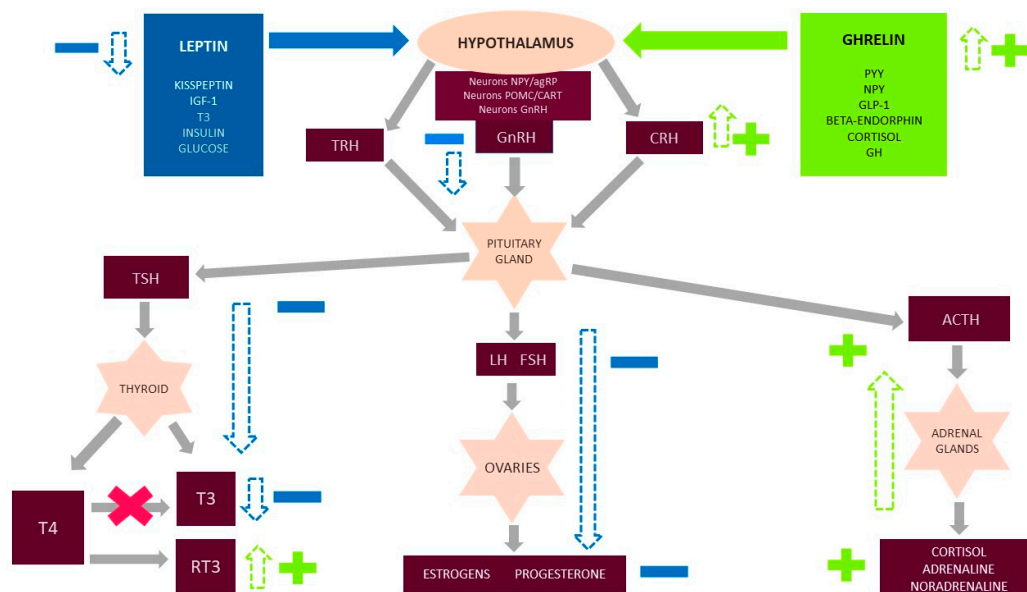 LEPTIN
KISSPEPTIN
IGF-1
T3
INSULIN
GLUCOSE
HYPOTHALAMUS
Neurons NPY/agRP
Neurons POMC/CART
Neurons GnRH
GnRH
GHRELIN
PYY
NPY
GLP-1
BETA-ENDORPHIN
CORTISOL
GH
TRH
CRH
PITUITARY
GLAND
TSH
LH FSH
ACTH
THYROID
OVARIES
ADRENAL
GLANDS
T4
T3
RT3
ESTROGENS PROGESTERONE
CORTISOL
ADRENALINE
NORADRENALINE